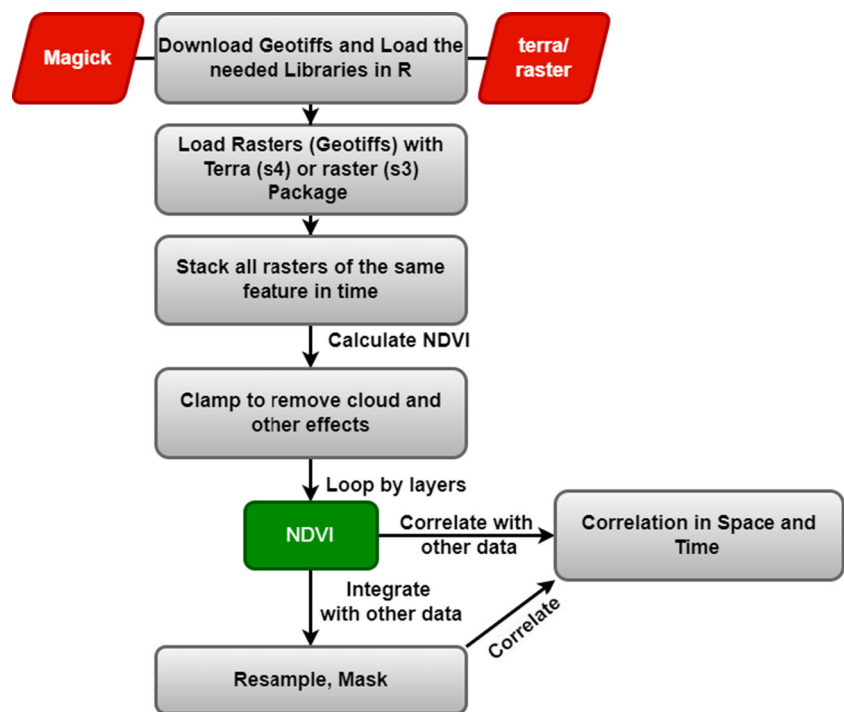 Magick
Download Geotiffs and Load the
needed Libraries in R
terra/
raster
Load Rasters (Geotiffs) with
Terra (s4) or raster (s3)
Package
Stack all rasters of the same
feature in time
Calculate NDVI
Clamp to remove cloud and
other effects
Loop by layers
NDVI
Correlate with
other data
Correlation in Space and
Time
Integrate
with other data
Correlate
Resample, Mask